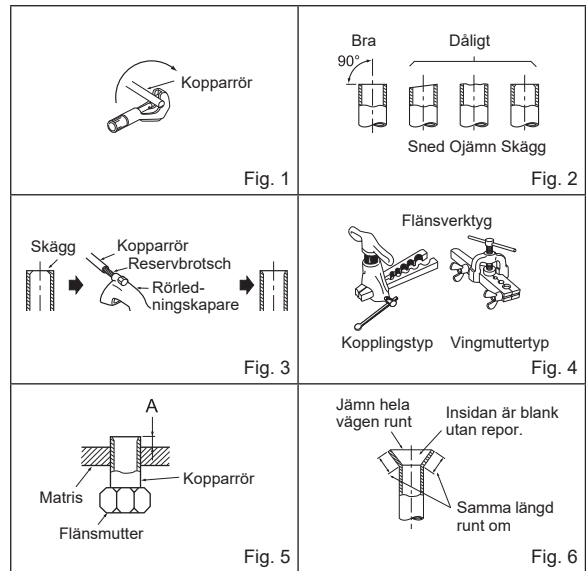 Kopparrör
Fig. 1
Bra
Dåligt
90°
Sned Ojämn Skägg
Fig. 2
Skägg
Kopparrör
Reservbrotsch
Rörled-
ningskapare
Fig. 3
Flänsverktyg
Kopplingstyp
Vingmuttertyp
Fig. 4
A
Matris
Kopparrör
Flänsmutter
Fig. 5
Jämn hela
vägen runt
Insidan är blank
utan repor.
Samma längd
runt om
Fig. 6